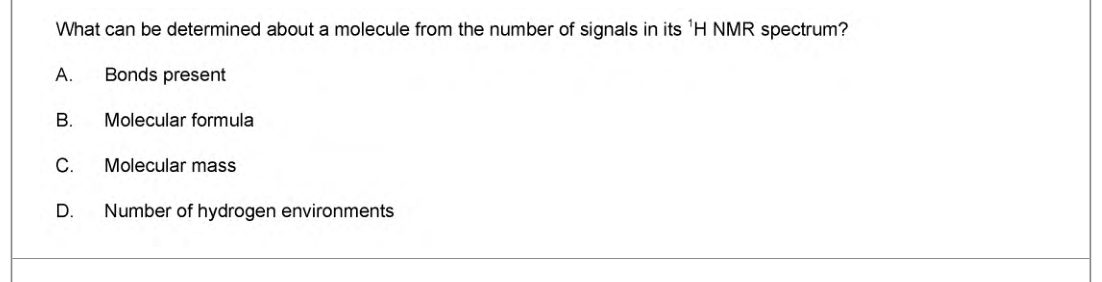 What can be determined about a molecule from the number of signals in its ¹H NMR spectrum?
A. Bonds present
B. Molecular formula
C. Molecular mass
D. Number of hydrogen environments